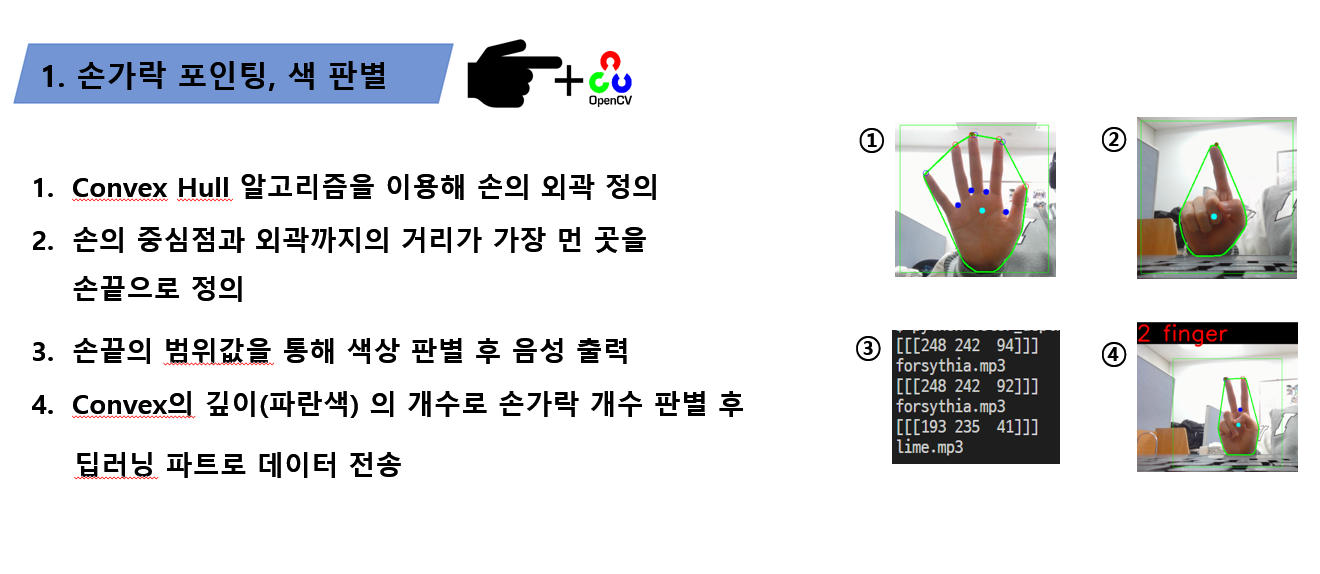 1. 손가락 포인팅, 색 판별
+
OpenCV
1. Convex Hull 알고리즘을 이용해 손의 외곽 정의
2. 손의 중심점과 외곽까지의 거리가 가장 먼 곳을
손끝으로 정의
3. 손끝의 범위값을 통해 색상 판별 후 음성 출력
4. Convex의 깊이(파란색) 의 개수로 손가락 개수 판별 후
딥러닝 파트로 데이터 전송
①
②
③
[[[248 242 94]]]
forsythia.mp3
[[[248 242 92]]]
forsythia.mp3
[[[193 235 41]]]
lime.mp3
④
2 finger